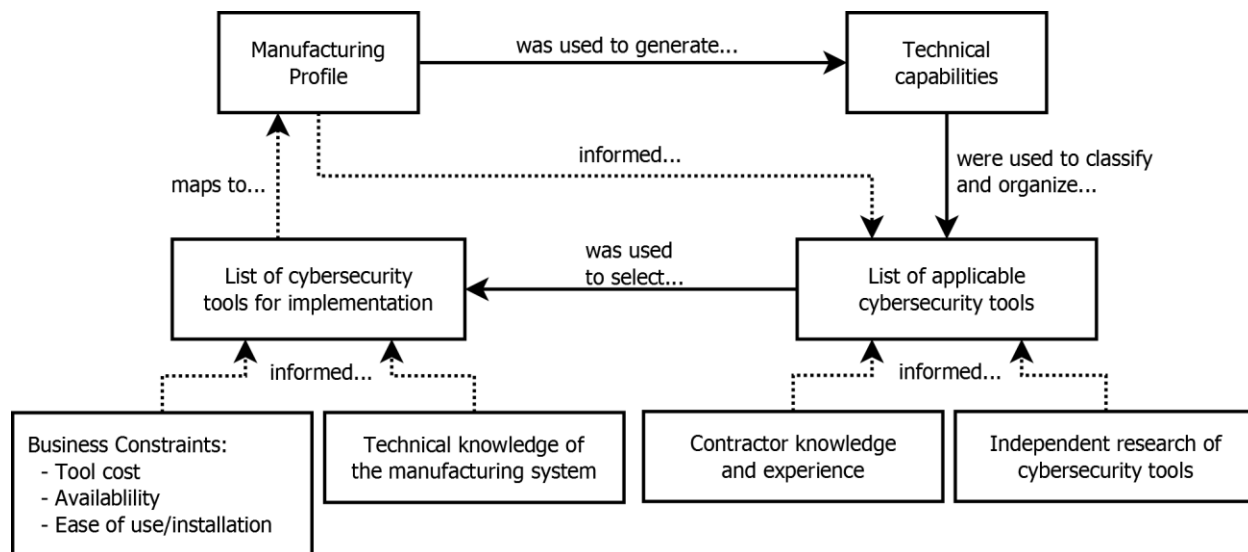 Manufacturing
Profile
was used to generate...
Technical
capabilities
informed...
were used to classify
and organize...
maps to...
List of cybersecurity
tools for implementation
was used
to select...
List of applicable
cybersecurity tools
informed...
informed...
Business Constraints:
- Tool cost
- Availablility
- Ease of use/installation
Technical knowledge of
the manufacturing system
Contractor knowledge
and experience
Independent research of
cybersecurity tools